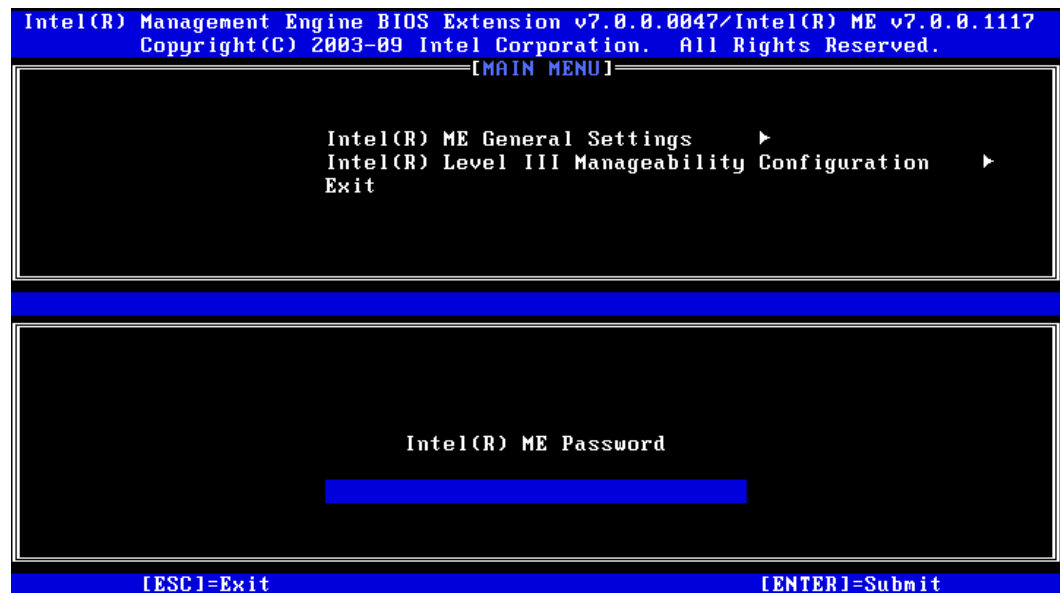 Intel(R) Management Engine BIOS Extension v7.0.0.0047/Intel(R) ME v7.0.0.1117
Copyright(C) 2003-09 Intel Corporation. All Rights Reserved.
[MAIN MENU]
Intel(R) ME General Settings ►
Intel(R) Level III Manageability Configuration ►
Exit
Intel(R) ME Password
[ESC]=Exit [ENTER]=Submit